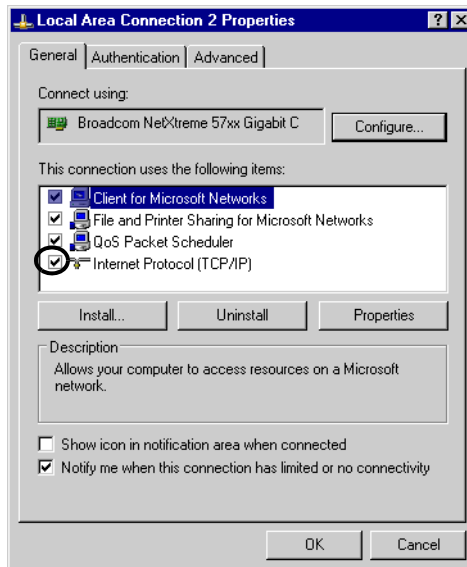 Local Area Connection 2 Properties
General Authentication Advanced
Connect using:
Broadcom NetXtreme 57xx Gigabit C Configure...
This connection uses the following items:
Client for Microsoft Networks
File and Printer Sharing for Microsoft Networks
QoS Packet Scheduler
Internet Protocol (TCP/IP)
Install... Uninstall Properties
Description
Allows your computer to access resources on a Microsoft
network.
Show icon in notification area when connected
Notify me when this connection has limited or no connectivity
OK Cancel